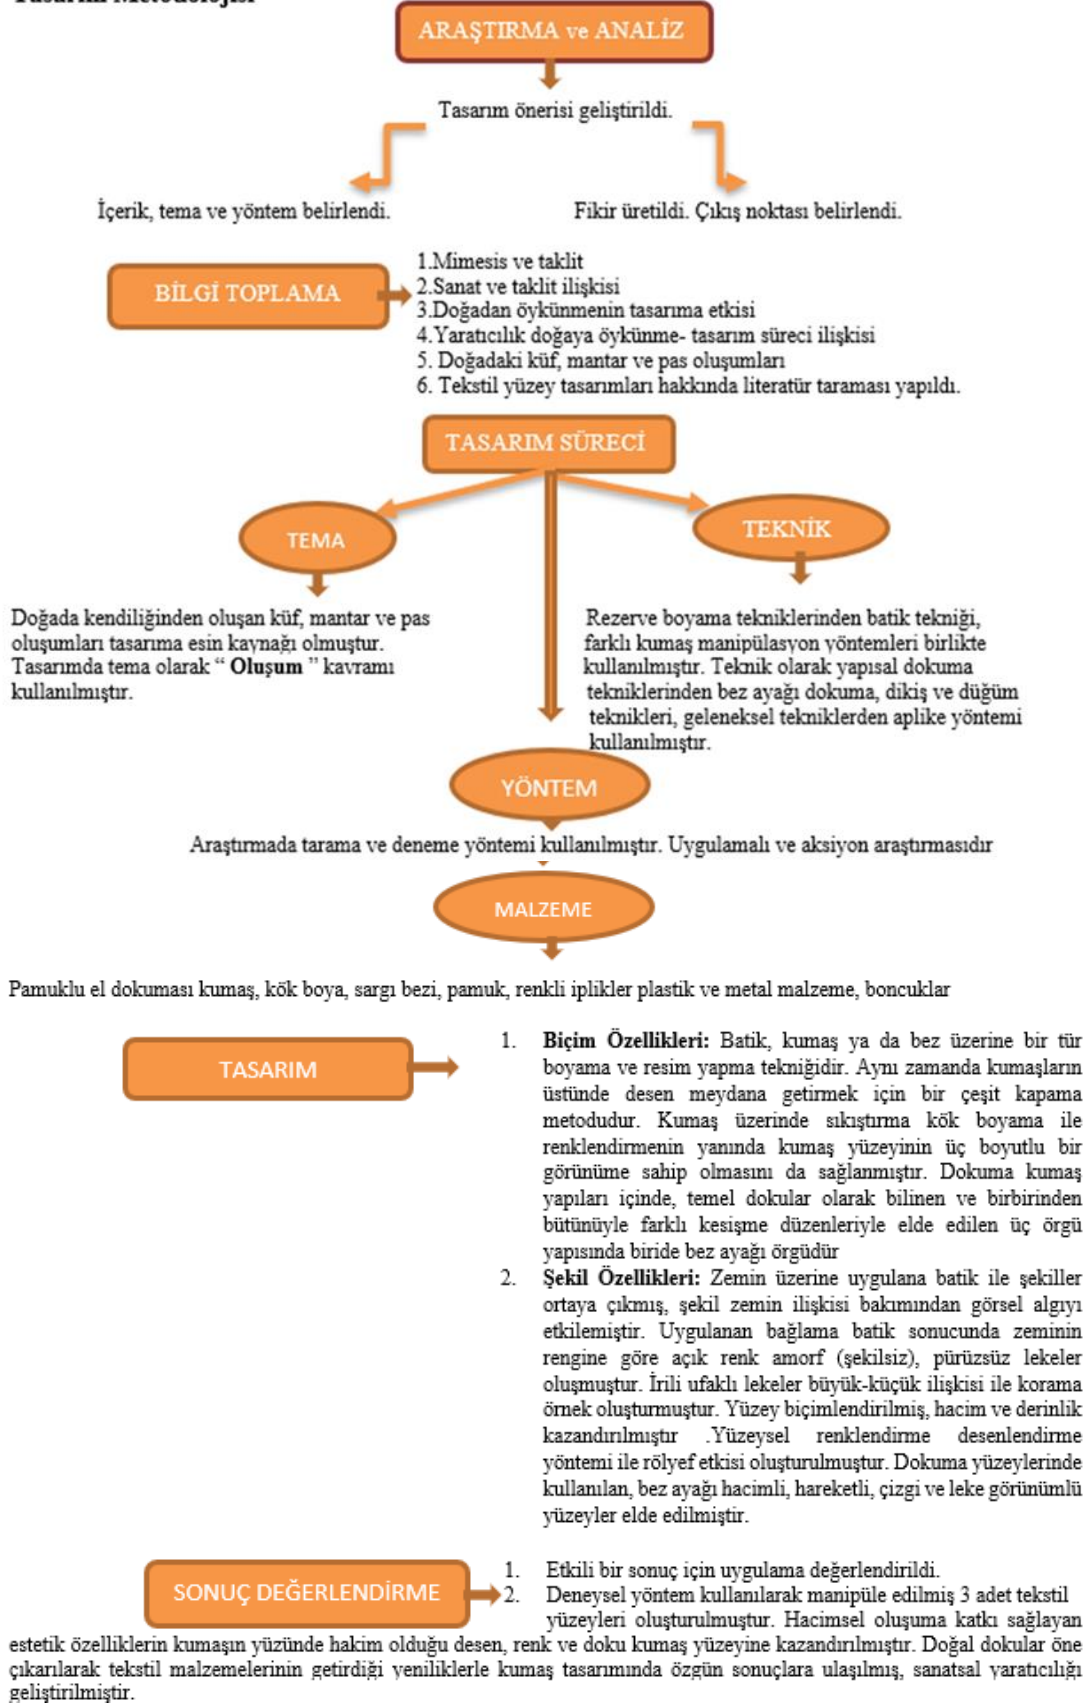 Tasarım Metodolojisi
ARAŞTIRMA ve ANALİZ
Tasarım önerisi geliştirildi.
İçerik, tema ve yöntem belirlendi.
Fikir üretildi. Çıkış noktası belirlendi.
BİLGİ TOPLAMA
1.Mimesis ve taklit
2.Sanat ve taklit ilişkisi
3.Doğadan öykünmenin tasarıma etkisi
4.Yaratıcılık doğaya öykünme- tasarım süreci ilişkisi
5. Doğadaki küf, mantar ve pas oluşumları
6. Tekstil yüzey tasarımları hakkında literatür taraması yapıldı.
TASARIM SÜRECİ
TEMA
Doğada kendiliğinden oluşan küf, mantar ve pas
oluşumları tasarıma esin kaynağı olmuştur.
Tasarımda tema olarak “ Oluşum ” kavramı
kullanılmıştır.
TEKNİK
Rezerve boyama tekniklerinden batik tekniği,
farklı kumaş manipülasyon yöntemleri birlikte
kullanılmıştır. Teknik olarak yapısal dokuma
tekniklerinden bez ayağı dokuma, dikiş ve düğüm
teknikleri, geleneksel tekniklerden aplike yöntemi
kullanılmıştır.
YÖNTEM
Araştırmada tarama ve deneme yöntemi kullanılmıştır. Uygulamalı ve aksiyon araştırmasıdır
MALZEME
Pamuklu el dokuması kumaş, kök boya, sargı bezi, pamuk, renkli iplikler plastik ve metal malzeme, boncuklar
TASARIM
1. Biçim Özellikleri: Batik, kumaş ya da bez üzerine bir tür
boyama ve resim yapma tekniğidir. Aynı zamanda kumaşların
üstünde desen meydana getirmek için bir çeşit kapama
metodudur. Kumaş üzerinde sıkıştırma kök boyama ile
renklendirmenin yanında kumaş yüzeyinin üç boyutlu bir
görünüme sahip olmasını da sağlanmıştır. Dokuma kumaş
yapıları içinde, temel dokular olarak bilinen ve birbirinden
bütünüyle farklı kesişme düzenleriyle elde edilen üç örgü
yapısında biride bez ayağı örgüdür
2. Şekil Özellikleri: Zemin üzerine uygulana batik ile şekiller
ortaya çıkmış, şekil zemin ilişkisi bakımından görsel algıyı
etkilemiştir. Uygulanan bağlama batik sonucunda zeminin
rengine göre açık renk amorf (şekilsiz), pürüzsüz lekeler
oluşmuştur. İrili ufaklı lekeler büyük-küçük ilişkisi ile korama
örnek oluşturmuştur. Yüzey biçimlendirilmiş, hacim ve derinlik
kazandırılmıştır .Yüzeysel renklendirme desenlendirme
yöntemi ile rölyef etkisi oluşturulmuştur. Dokuma yüzeylerinde
kullanılan, bez ayağı hacimli, hareketli, çizgi ve leke görünümlü
yüzeyler elde edilmiştir.
SONUÇ DEĞERLENDİRME
1. Etkili bir sonuç için uygulama değerlendirildi.
2. Deneysel yöntem kullanılarak manipüle edilmiş 3 adet tekstil
yüzeyleri oluşturulmuştur. Hacimsel oluşuma katkı sağlayan
estetik özelliklerin kumaşın yüzünde hakim olduğu desen, renk ve doku kumaş yüzeyine kazandırılmıştır. Doğal dokular öne
çıkarılarak tekstil malzemelerinin getirdiği yeniliklerle kumaş tasarımında özgün sonuçlara ulaşılmış, sanatsal yaratıcılığı
geliştirilmiştir.